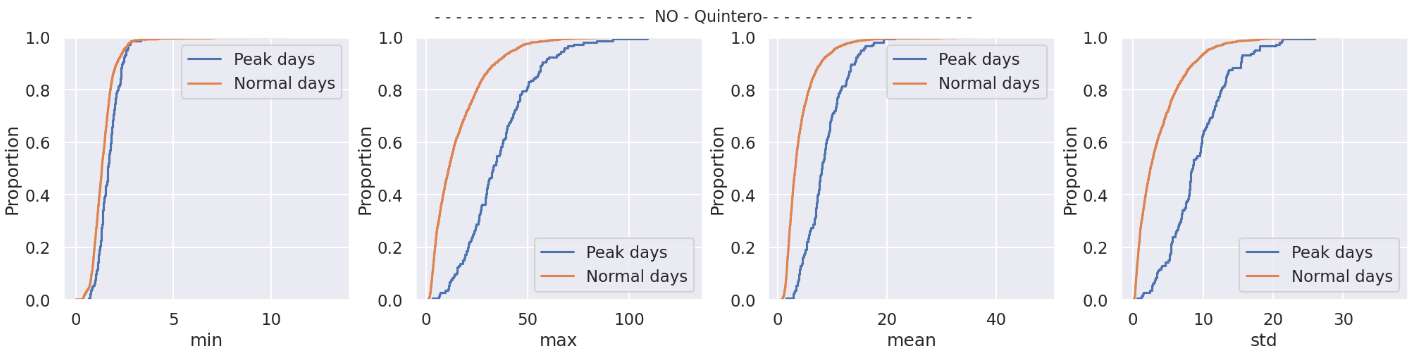 - - - - - - - - - - - - - - - - - - - - - - - - NO - Quintero- - - - - - - - - - - - - - - - - - - - - - - -
Proportion
1.0
0.8
0.6
0.4
0.2
0.0
Peak days
Normal days
0 5 10
min
Proportion
1.0
0.8
0.6
0.4
0.2
0.0
Peak days
Normal days
0 50 100
max
Proportion
1.0
0.8
0.6
0.4
0.2
0.0
Peak days
Normal days
0 20 40
mean
Proportion
1.0
0.8
0.6
0.4
0.2
0.0
Peak days
Normal days
0 10 20 30
std